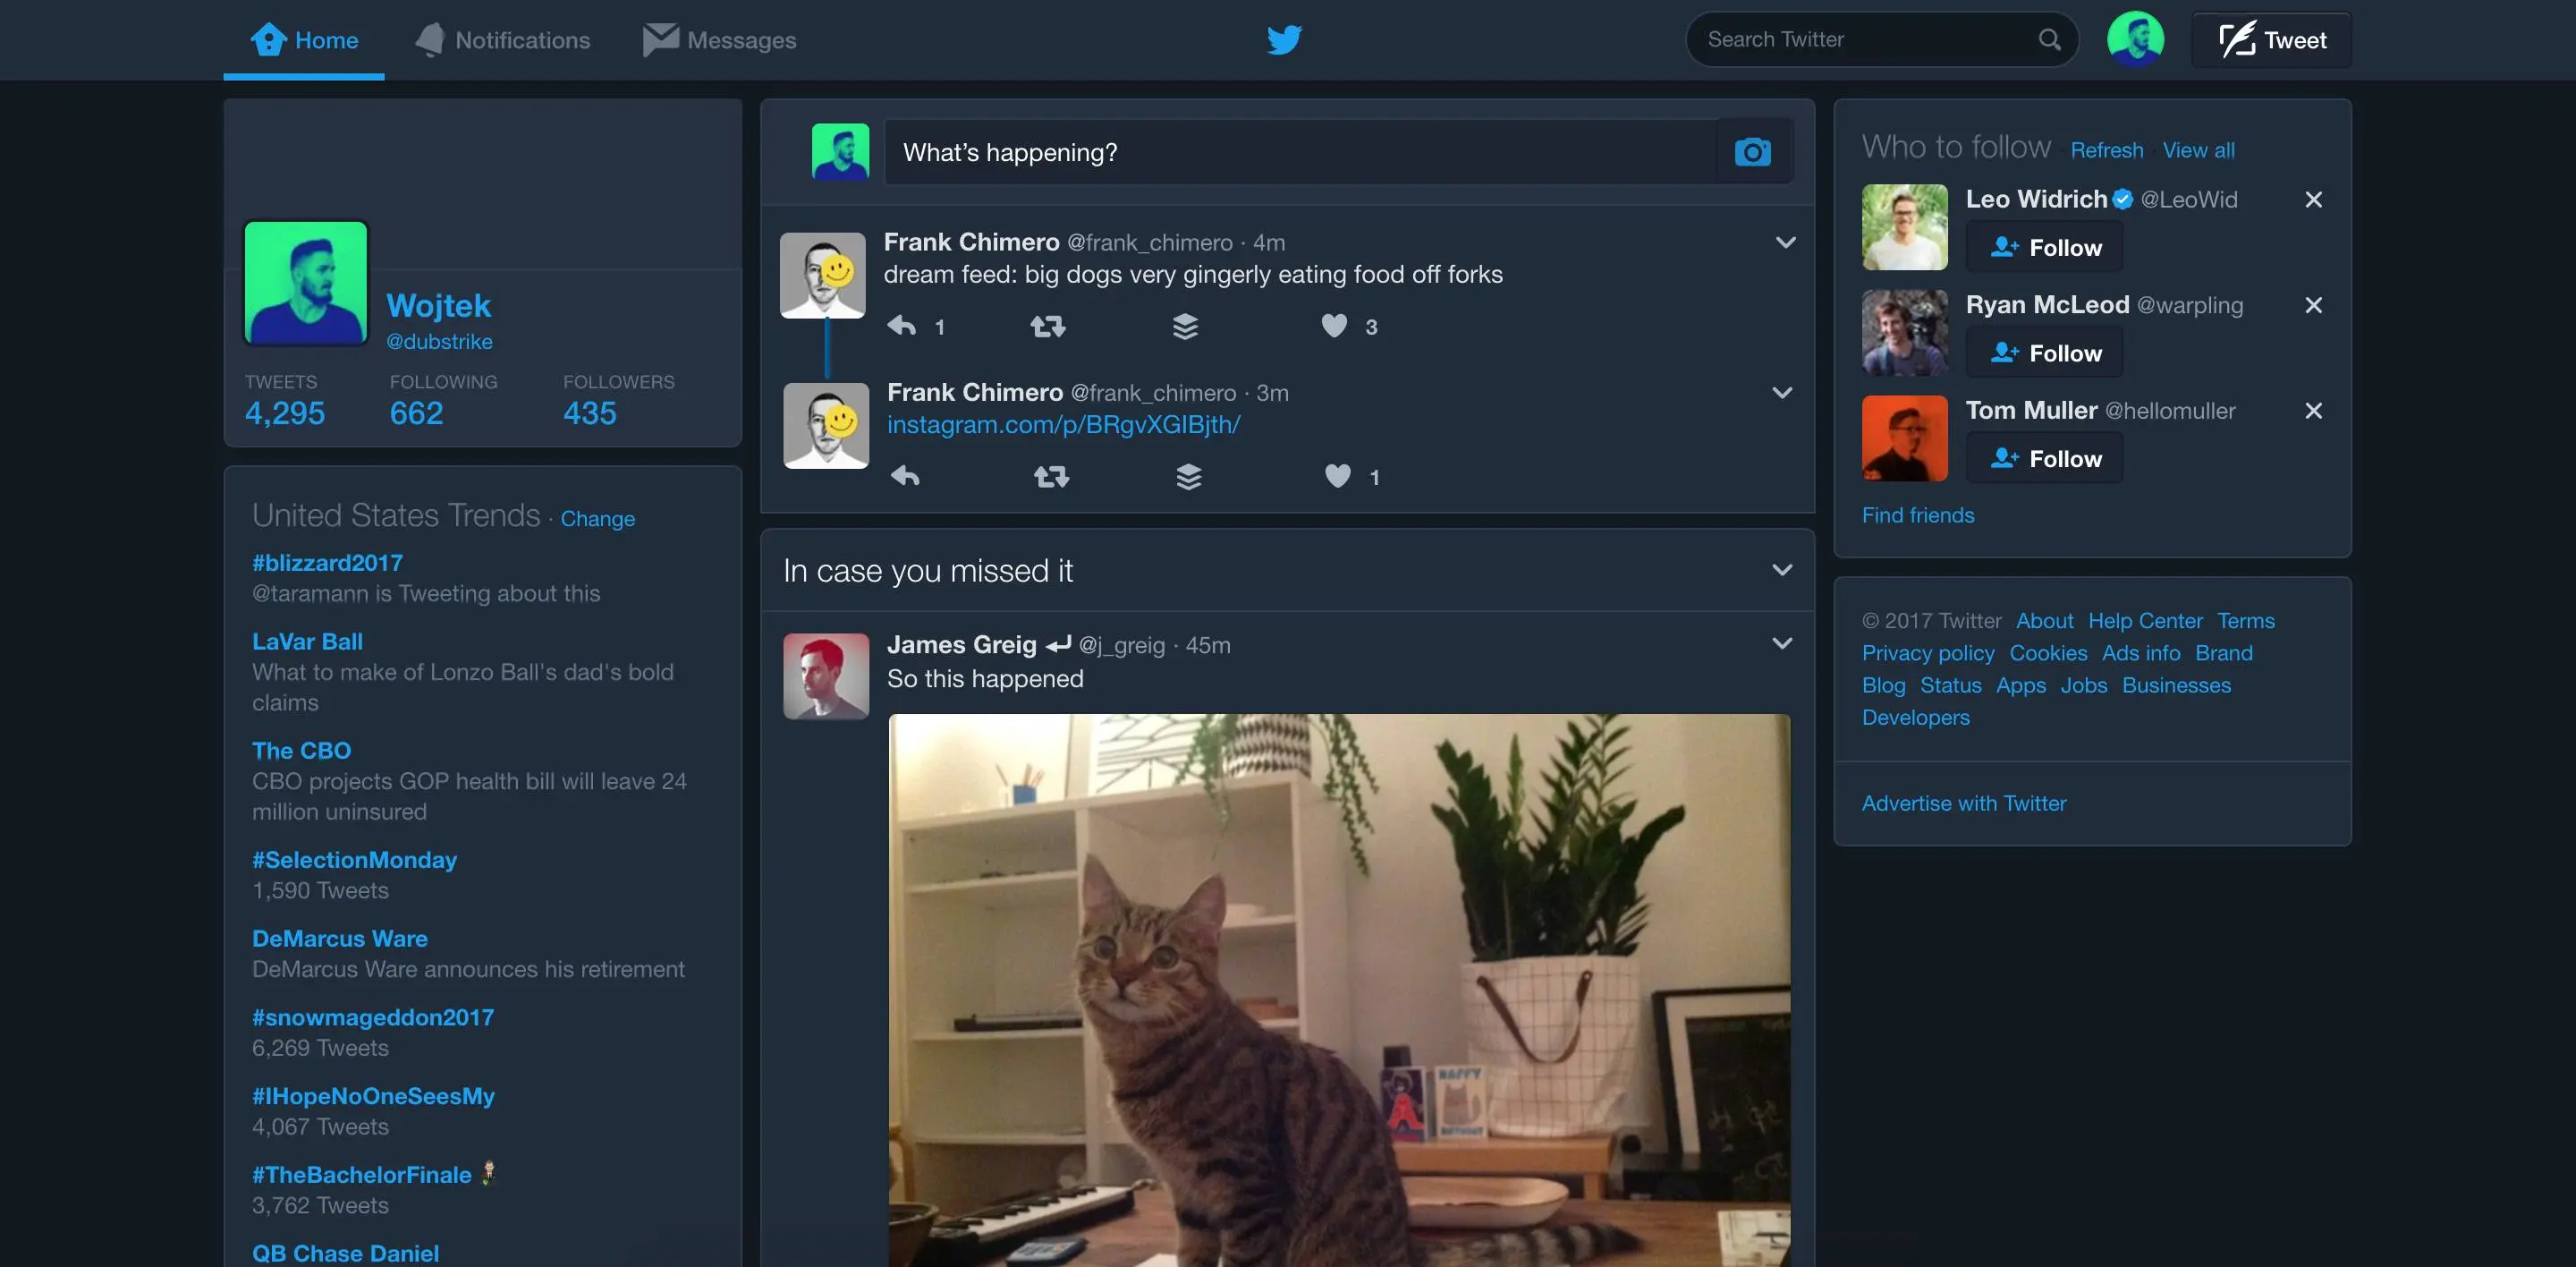 Home
Notifications
Messages
Search Twitter
Tweet
Wojtek
@dubstrike
TWEETS FOLLOWING FOLLOWERS
4,295 662 435
United States Trends · Change
#blizzard2017
@taramann is Tweeting about this
LaVar Ball
What to make of Lonzo Ball's dad's bold
claims
The CBO
CBO projects GOP health bill will leave 24
million uninsured
#SelectionMonday
1,590 Tweets
DeMarcus Ware
DeMarcus Ware announces his retirement
#snowmageddon2017
6,269 Tweets
#IHopeNoOneSeesMy
4,067 Tweets
#TheBachelorFinale
3,762 Tweets
QB Chase Daniel
What’s happening?
Frank Chimero @frank_chimero · 4m
dream feed: big dogs very gingerly eating food off forks
1 3
Frank Chimero @frank_chimero · 3m
instagram.com/p/BRgvXGIBjth/
1
In case you missed it
James Greig @j_greig · 45m
So this happened
A
HAPPY
BIRTHDAY
Who to follow · Refresh · View all
Leo Widrich @LeoWid
Follow
Ryan McLeod @warpling
Follow
Tom Muller @hellomuller
Follow
Find friends
© 2017 Twitter About Help Center Terms
Privacy policy Cookies Ads info Brand
Blog Status Apps Jobs Businesses
Developers
Advertise with Twitter